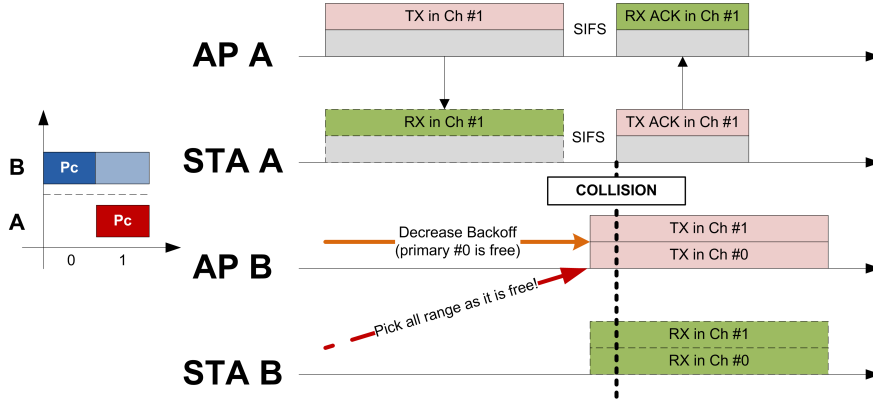 TX in Ch #1
SIFS
RX ACK in Ch #1
AP A
RX in Ch #1
SIFS
TX ACK in Ch #1
STA A
B
Pc
A
Pc
0
1
COLLISION
Decrease Backoff
(primary #0 is free)
TX in Ch #1
TX in Ch #0
AP B
Pick all range as it is free!
RX in Ch #1
RX in Ch #0
STA B